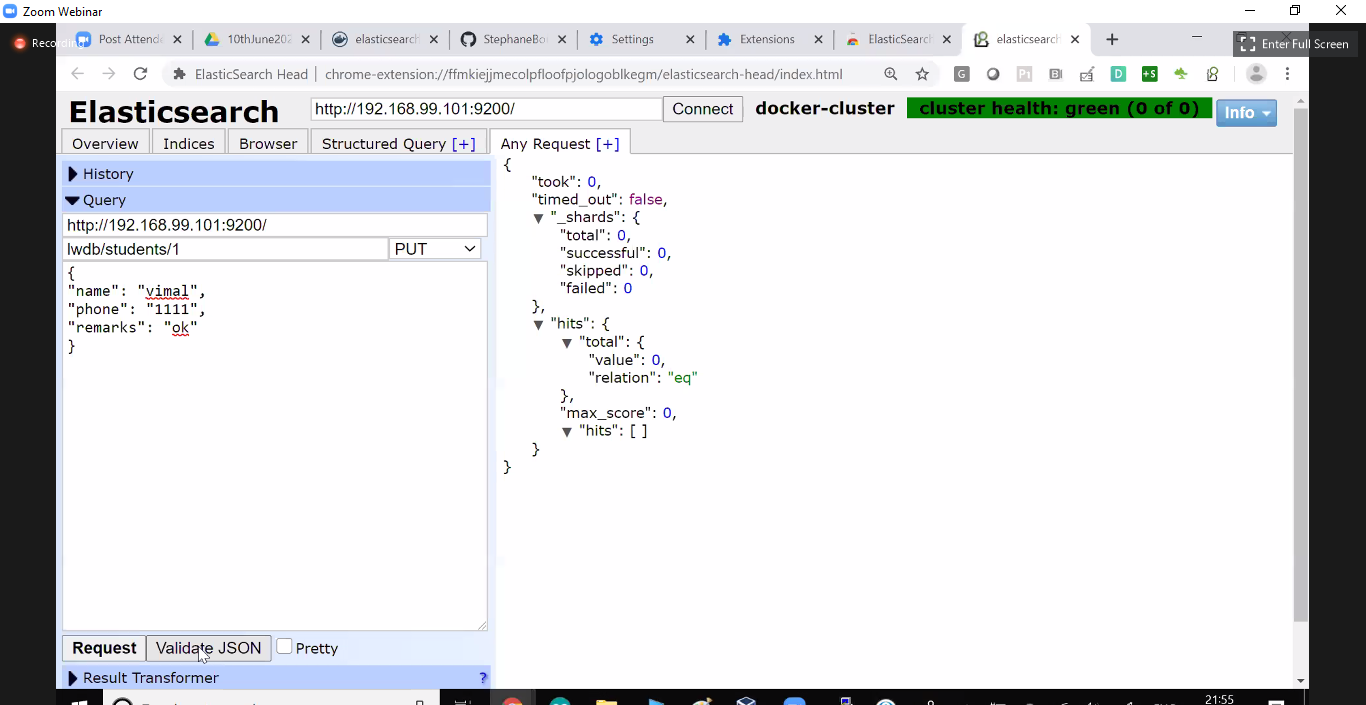 Zoom Webinar
Recording
Post Attend
10thJune202
elasticsearch
StephaneBo
Settings
Extensions
ElasticSearc
elasticsearch
Enter Full Screen
ElasticSearch Head | chrome-extension://ffmkiejjmecolpfloofpjologoblkegm/elasticsearch-head/index.html
Elasticsearch
http://192.168.99.101:9200/
Connect
docker-cluster
cluster health: green (0 of 0)
Info
Overview
Indices
Browser
Structured Query [+]
Any Request [+]
History
Query
http://192.168.99.101:9200/
lwdb/students/1
PUT
{
"name": "vimal",
"phone": "1111",
"remarks": "ok"
}
Request
Validate JSON
Pretty
Result Transformer
?
{
"took": 0,
"timed_out": false,
"_shards": {
"total": 0,
"successful": 0,
"skipped": 0,
"failed": 0
},
"hits": {
"total": {
"value": 0,
"relation": "eq"
},
"max_score": 0,
"hits": [ ]
}
}
21:55